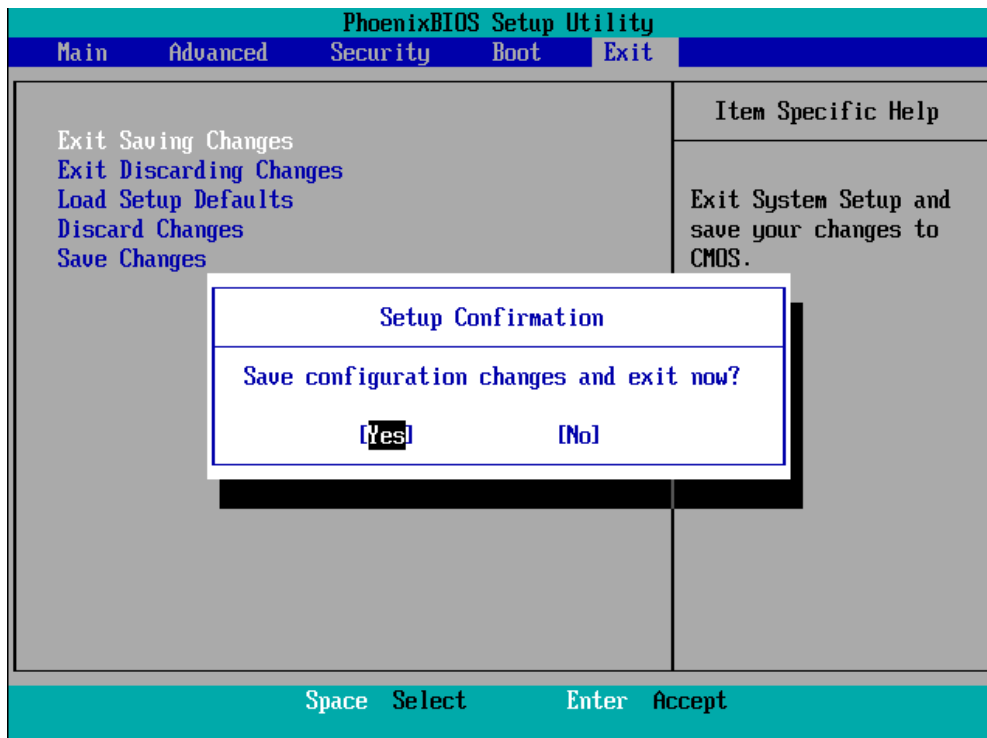 PhoenixBIOS Setup Utility
Main Advanced Security Boot Exit
Exit Saving Changes
Exit Discarding Changes
Load Setup Defaults
Discard Changes
Save Changes
Item Specific Help
Exit System Setup and
save your changes to
CMOS.
Setup Confirmation
Save configuration changes and exit now?
[Yes] [No]
Space Select Enter Accept